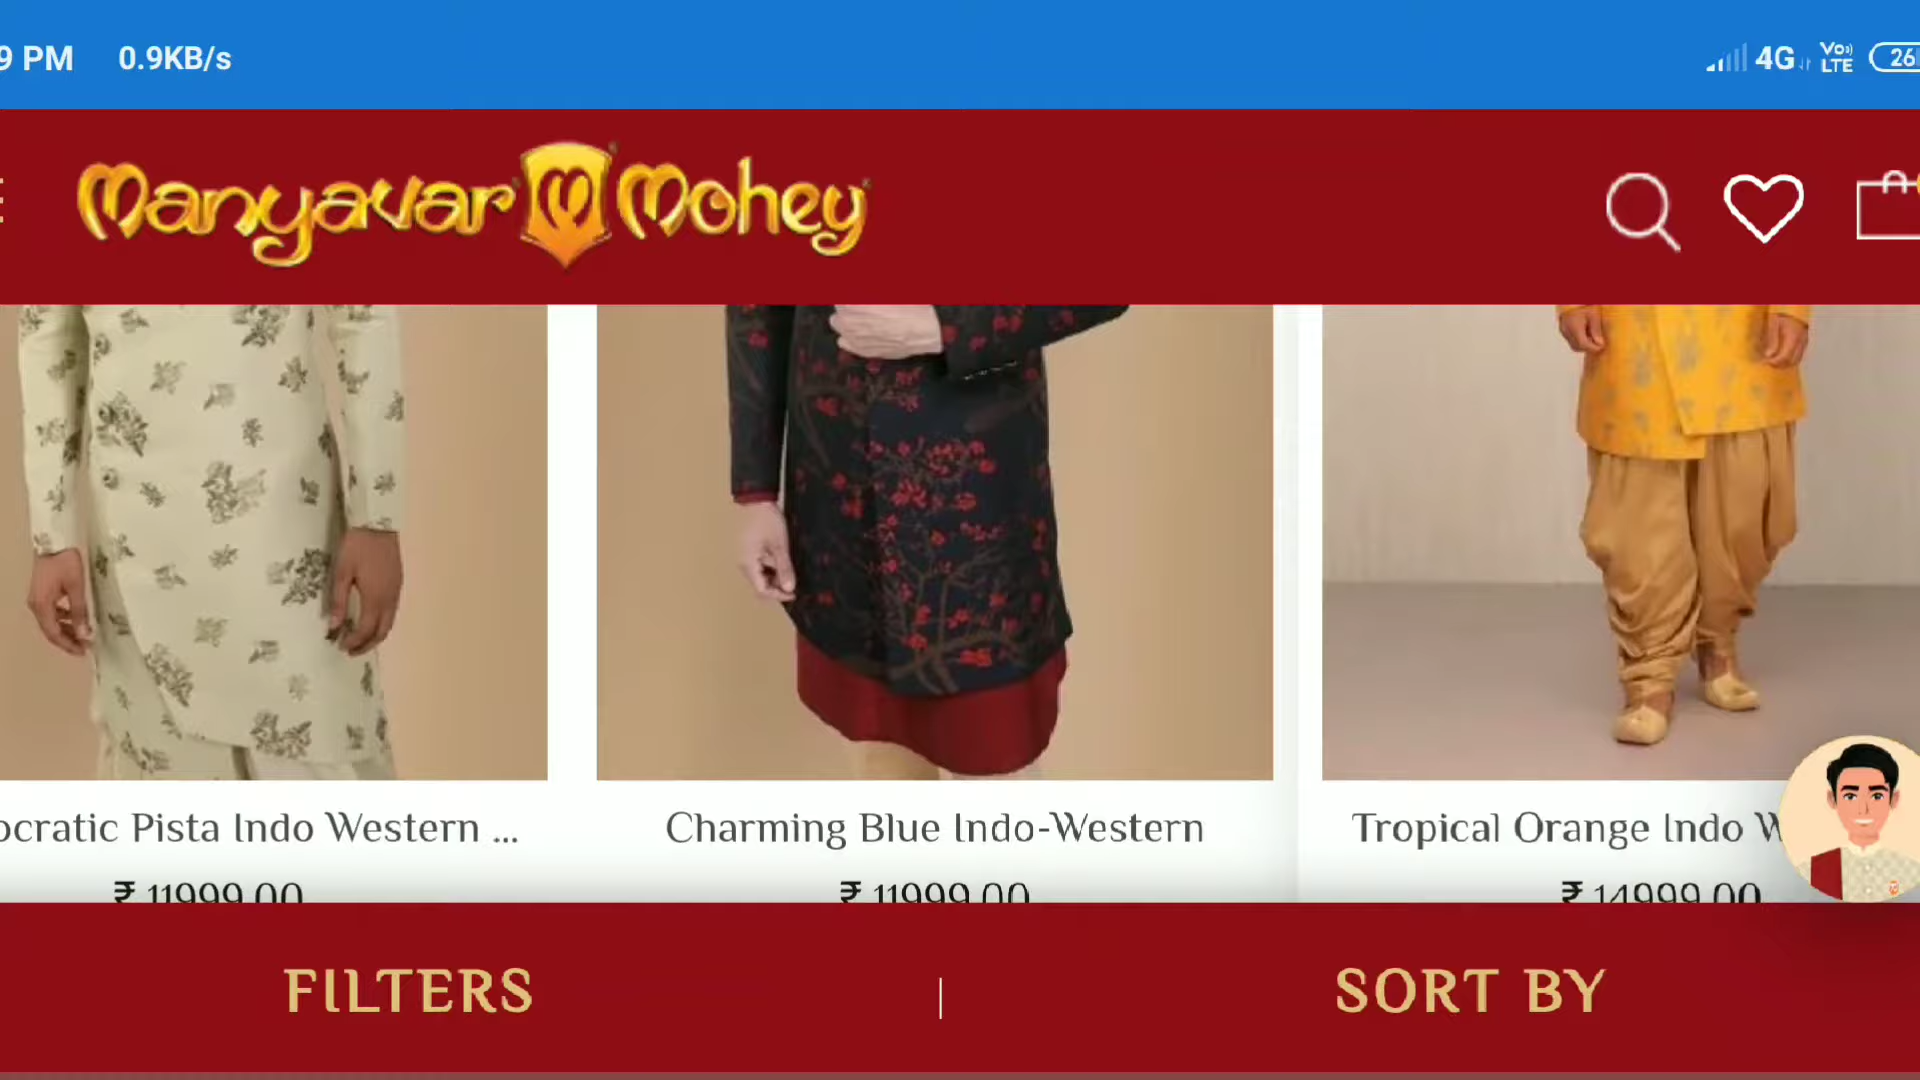 9 PM 0.9KB/s 4G Vo)) LTE 26
Manyavar Mohey
ocratic Pista Indo Western ...
Charming Blue Indo-Western
Tropical Orange Indo W
₹ 11999.00
₹ 11999.00
₹ 14999.00
FILTERS | SORT BY